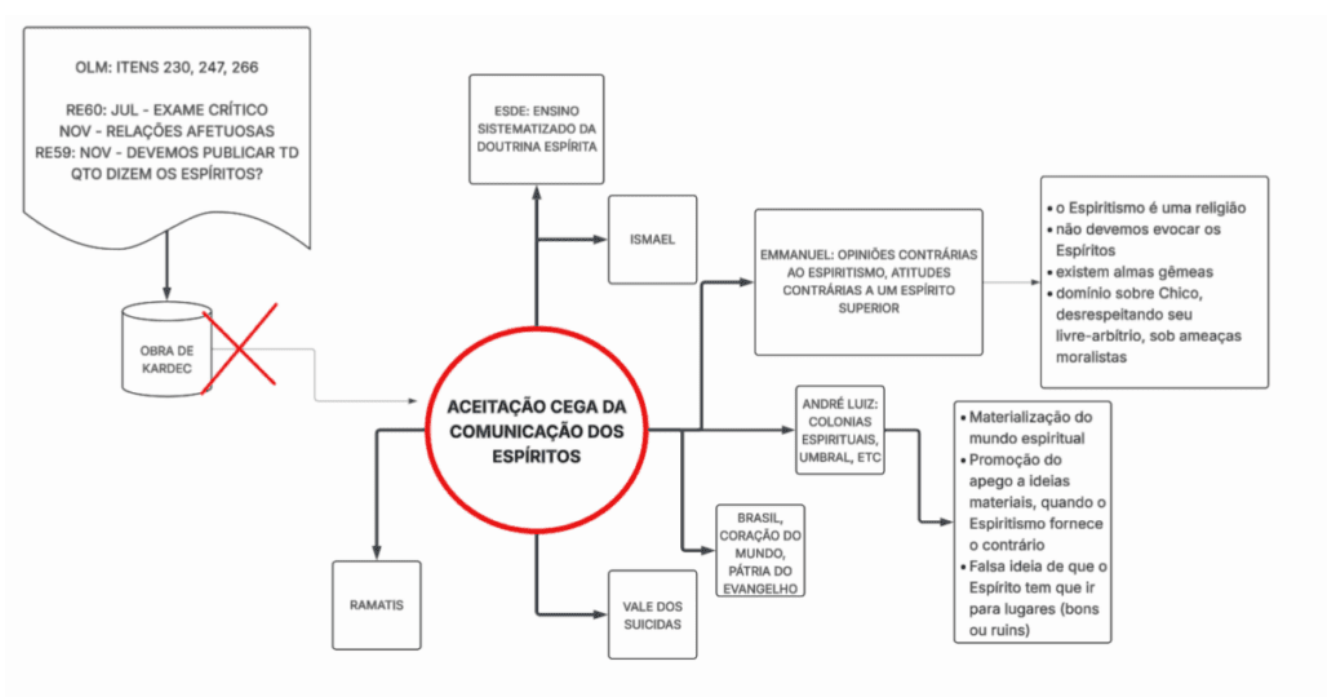 OLM: ITENS 230, 247, 266
RE60: JUL - EXAME CRÍTICO
NOV - RELAÇÕES AFETUOSAS
RE59: NOV - DEVEMOS PUBLICAR TD
QTO DIZEM OS ESPÍRITOS?
OBRA DE
KARDEC
ESDE: ENSINO
SISTEMATIZADO DA
DOUTRINA ESPÍRITA
ISMAEL
EMMANUEL: OPINIÕES CONTRÁRIAS
AO ESPIRITISMO, ATITUDES
CONTRÁRIAS A UM ESPÍRITO
SUPERIOR
• o Espiritismo é uma religião
• não devemos evocar os
Espíritos
• existem almas gêmeas
• domínio sobre Chico,
desrespeitando seu
livre-arbítrio, sob ameaças
moralistas
ACEITAÇÃO CEGA DA
COMUNICAÇÃO DOS
ESPÍRITOS
ANDRÉ LUIZ:
COLONIAS
ESPIRITUAIS,
UMBRAL, ETC
• Materialização do
mundo espiritual
• Promoção do
apego a ideias
materiais, quando o
Espiritismo fornece
o contrário
• Falsa ideia de que o
Espírito tem que ir
para lugares (bons
ou ruins)
BRASIL,
CORAÇÃO DO
MUNDO,
PÁTRIA DO
EVANGELHO
RAMATIS
VALE DOS
SUICIDAS